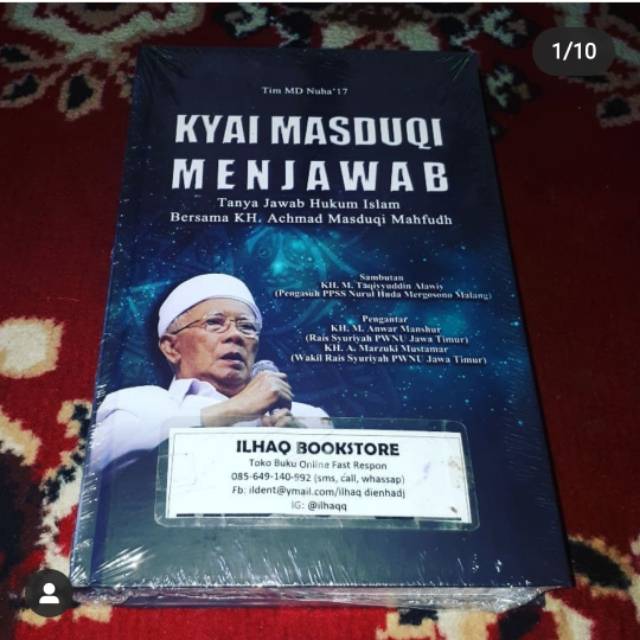 1/10
Tim MD Nuha'17
KYAI MASDUQI
MENJAWAB
Tanya Jawab Hukum Islam
Bersama KH. Achmad Masduqi Mahfudh
Sambutan
KH. M. Taqiyyuddin Alawiy
(Pengasuh PPSS Nurul Huda Mergosono Malang)
Pengantar
KH. M. Anwar Manshur
(Rais Syuriyah PWNU Jawa Timur)
KH. A. Marzuki Mustamar
(Wakil Rais Syuriyah PWNU Jawa Timur)
ILHAQ BOOKSTORE
Toko Buku Online Fast Respon
085-649-140-992 (sms, call, whassap)
Fb: ildent@ymail.com/ilhaq dienhadj
IG: @ilhaqq